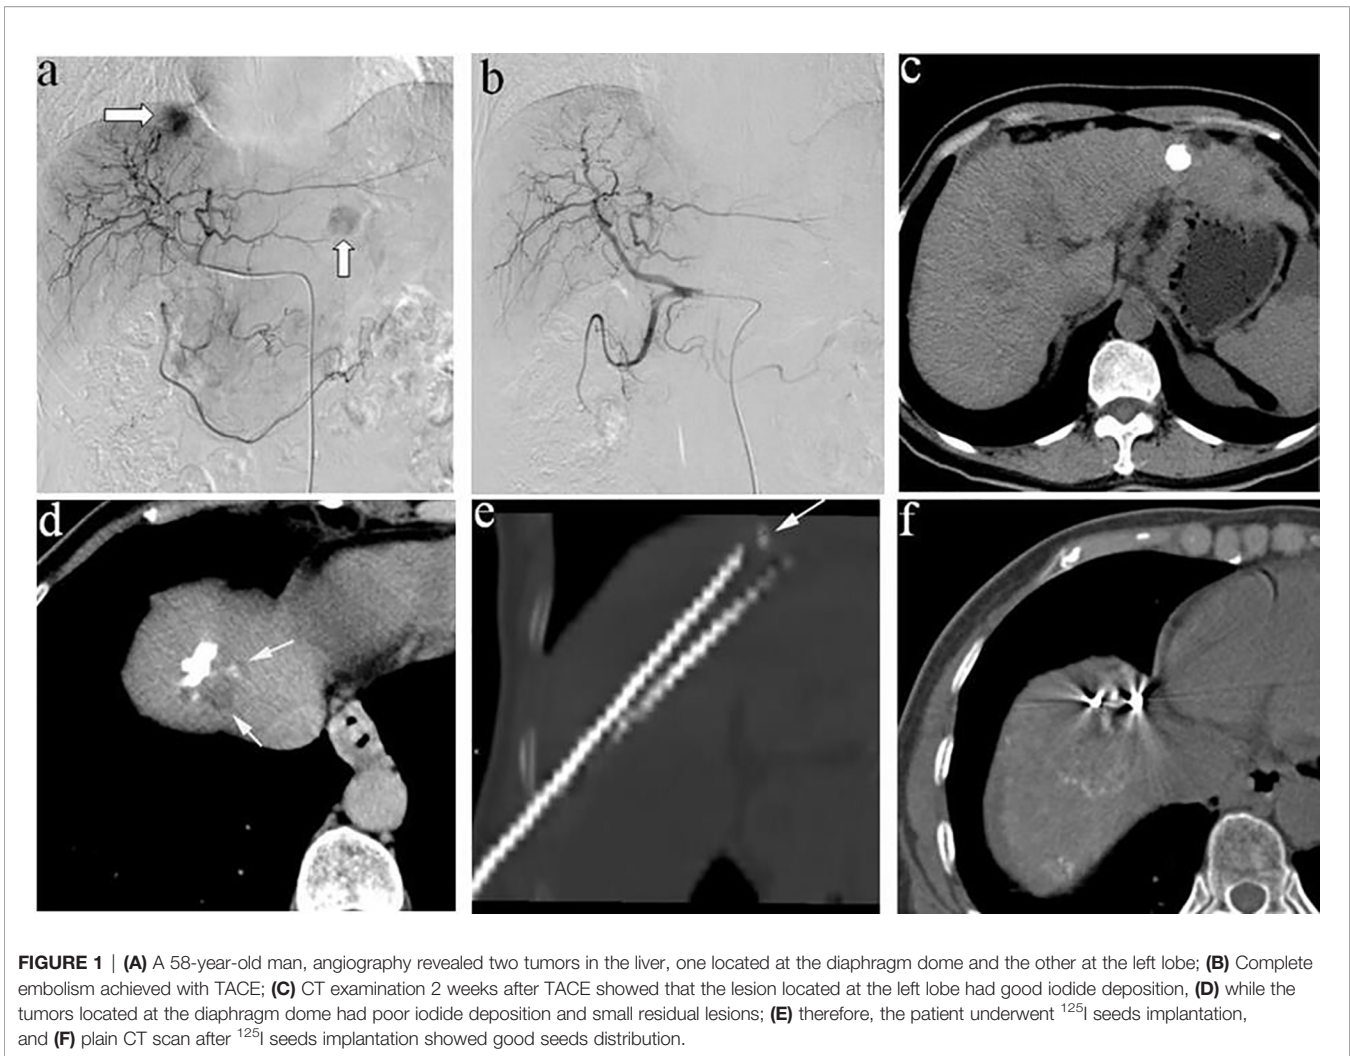 a
b
c
d
e
f
FIGURE 1 | (A) A 58-year-old man, angiography revealed two tumors in the liver, one located at the diaphragm dome and the other at the left lobe; (B) Complete
embolism achieved with TACE; (C) CT examination 2 weeks after TACE showed that the lesion located at the left lobe had good iodide deposition, (D) while the
tumors located at the diaphragm dome had poor iodide deposition and small residual lesions; (E) therefore, the patient underwent ¹²⁵I seeds implantation,
and (F) plain CT scan after ¹²⁵I seeds implantation showed good seeds distribution.